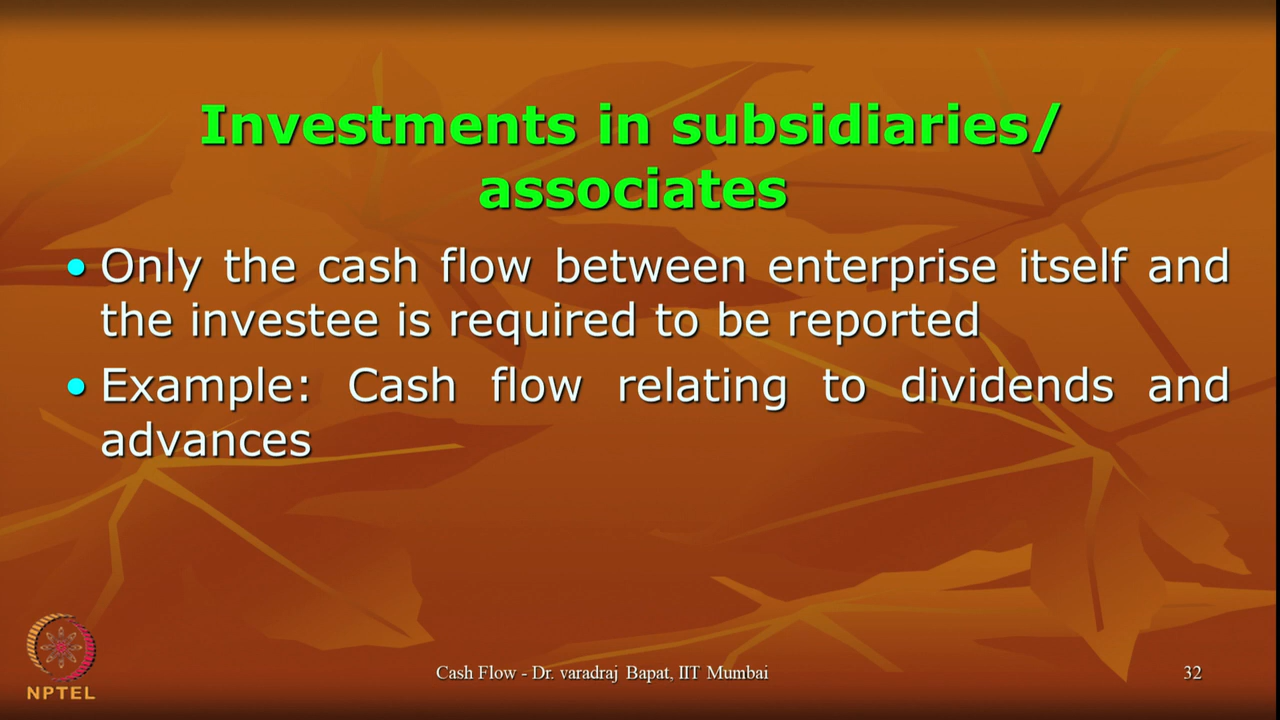 Investments in subsidiaries/
associates
• Only the cash flow between enterprise itself and
the investee is required to be reported
• Example: Cash flow relating to dividends and
advances
NPTEL
Cash Flow - Dr. varadraj Bapat, IIT Mumbai
32